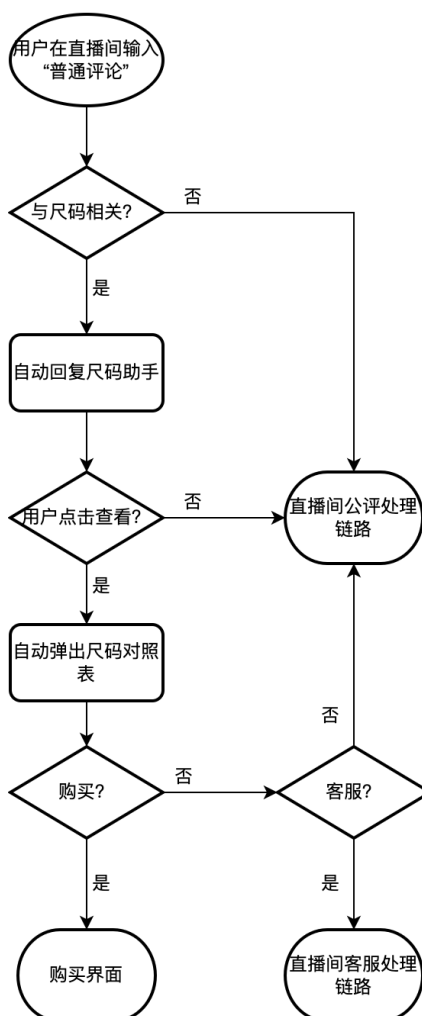 用户在直播间输入
“普通评论”
与尺码相关?
否
是
自动回复尺码助手
用户点击查看?
否
直播间公评处理
链路
是
自动弹出尺码对照
表
否
购买?
否
客服?
是
是
购买界面
直播间客服处理
链路